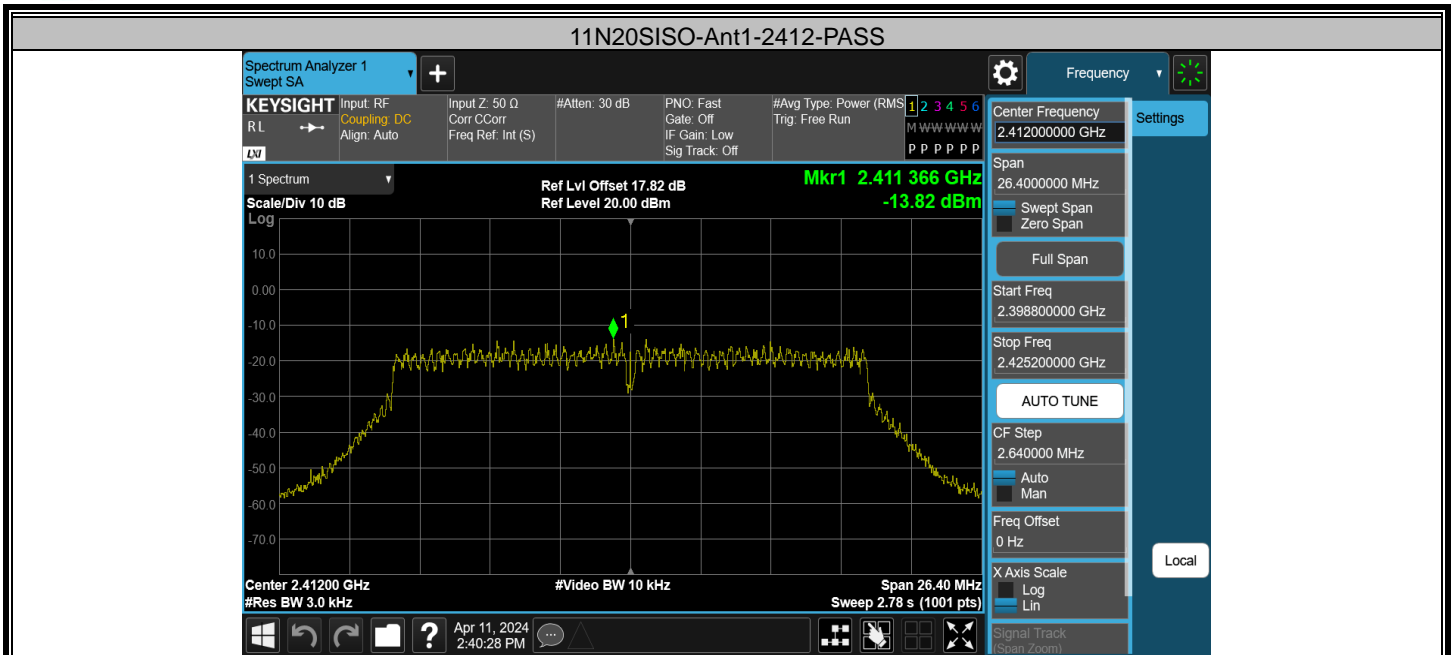 11N20SISO-Ant1-2412-PASS
Spectrum Analyzer 1
Swept SA
+
Frequency
KEYSIGHT
RL
LXI
Input: RF
Coupling: DC
Align: Auto
Input Z: 50 Ω
Corr CCorr
Freq Ref: Int (S)
#Atten: 30 dB
PNO: Fast
Gate: Off
IF Gain: Low
Sig Track: Off
#Avg Type: Power (RMS
Trig: Free Run
1 2 3 4 5 6
M W W W W W
P P P P P P
1 Spectrum
Scale/Div 10 dB
Log
Ref Lvl Offset 17.82 dB
Ref Level 20.00 dBm
Mkr1 2.411 366 GHz
-13.82 dBm
10.0
0.00
-10.0
-20.0
-30.0
-40.0
-50.0
-60.0
-70.0
1
Center 2.41200 GHz
#Res BW 3.0 kHz
#Video BW 10 kHz
Span 26.40 MHz
Sweep 2.78 s (1001 pts)
?
Apr 11, 2024
2:40:28 PM
Center Frequency
2.412000000 GHz
Span
26.4000000 MHz
Swept Span
Zero Span
Full Span
Start Freq
2.398800000 GHz
Stop Freq
2.425200000 GHz
AUTO TUNE
CF Step
2.640000 MHz
Auto
Man
Freq Offset
0 Hz
X Axis Scale
Log
Lin
Signal Track
(Span Zoom)
Settings
Local